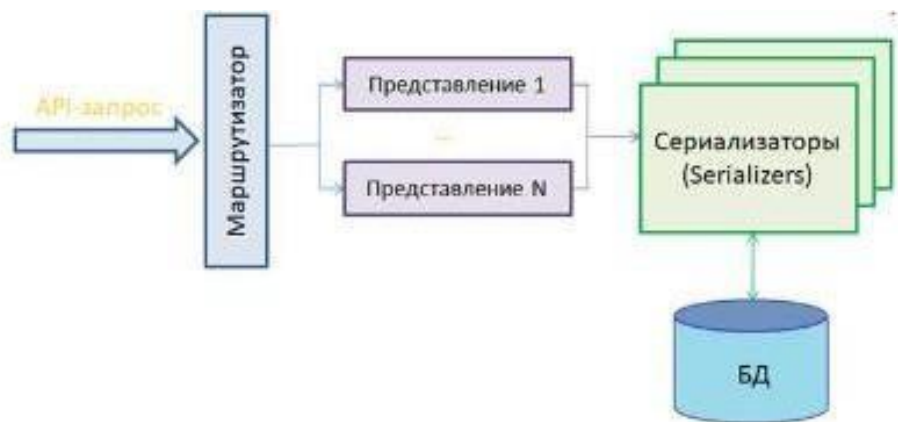 API-запрос
Маршрутизатор
Представление 1
...
Представление N
Сериализаторы
(Serializers)
БД